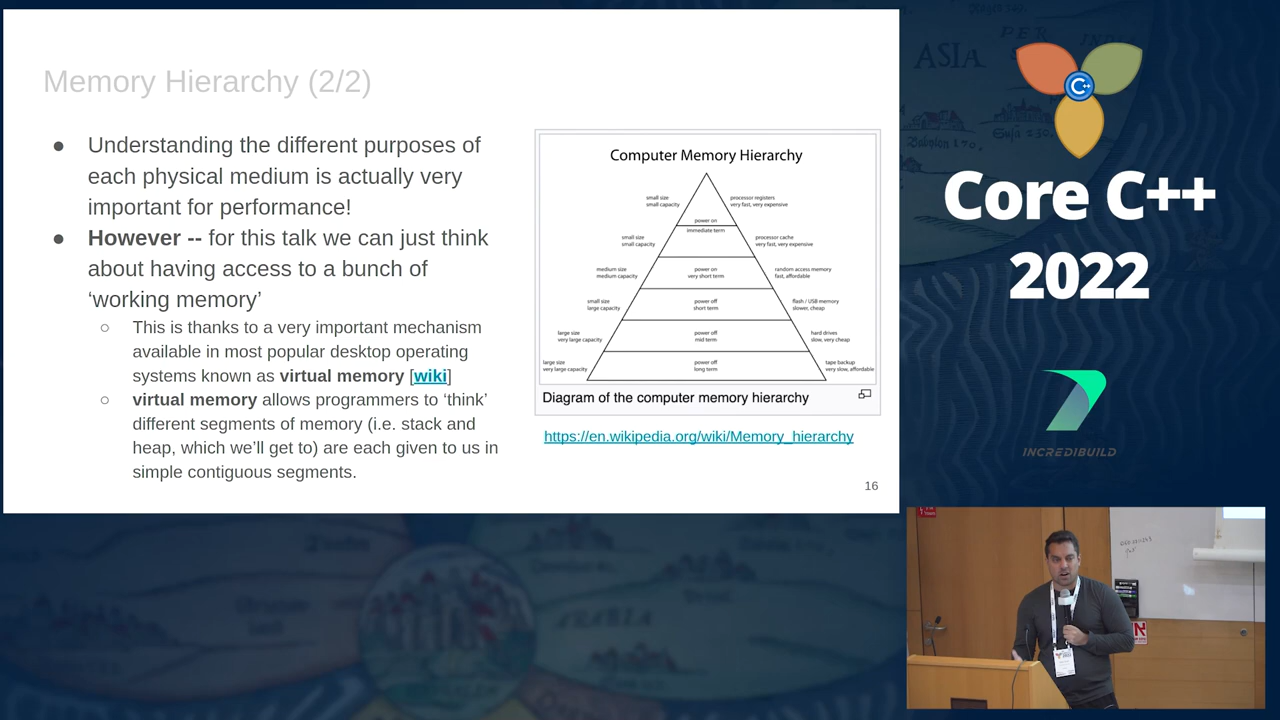 Memory Hierarchy (2/2)
● Understanding the different purposes of
each physical medium is actually very
important for performance!
● However -- for this talk we can just think
about having access to a bunch of
‘working memory’
○ This is thanks to a very important mechanism
available in most popular desktop operating
systems known as virtual memory [wiki]
○ virtual memory allows programmers to ‘think’
different segments of memory (i.e. stack and
heap, which we’ll get to) are each given to us in
simple contiguous segments.
Computer Memory Hierarchy
small size
small capacity
processor registers
very fast, very expensive
power on
immediate term
small size
small capacity
processor cache
very fast, very expensive
medium size
medium capacity
power on
very short term
random access memory
fast, affordable
small size
large capacity
power off
short term
flash / USB memory
slower, cheap
large size
very large capacity
power off
mid term
hard drives
slow, very cheap
large size
very large capacity
power off
long term
tape backup
very slow, affordable
Diagram of the computer memory hierarchy
https://en.wikipedia.org/wiki/Memory_hierarchy
16
PERSIA
ASIA
Babylon
Susa
C++
Core C++
2022
INCREDIBUILD
ARABIA